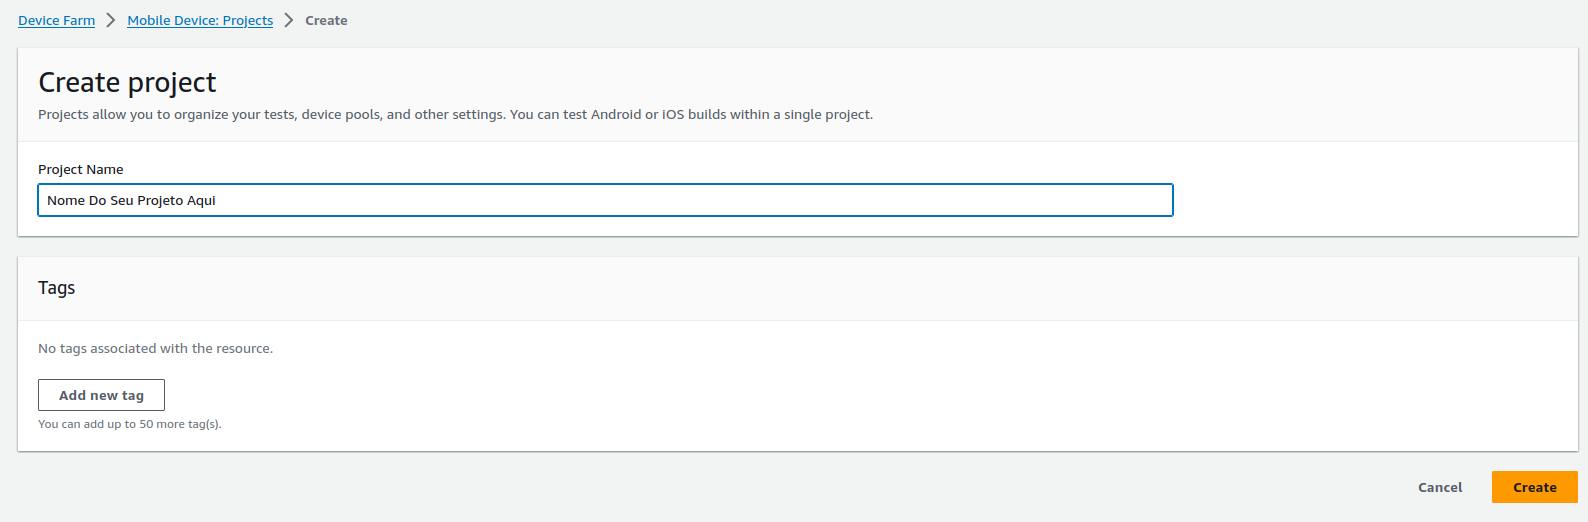 Device Farm > Mobile Device: Projects > Create
Create project
Projects allow you to organize your tests, device pools, and other settings. You can test Android or iOS builds within a single project.
Project Name
Nome Do Seu Projeto Aqui
Tags
No tags associated with the resource.
Add new tag
You can add up to 50 more tag(s).
Cancel Create